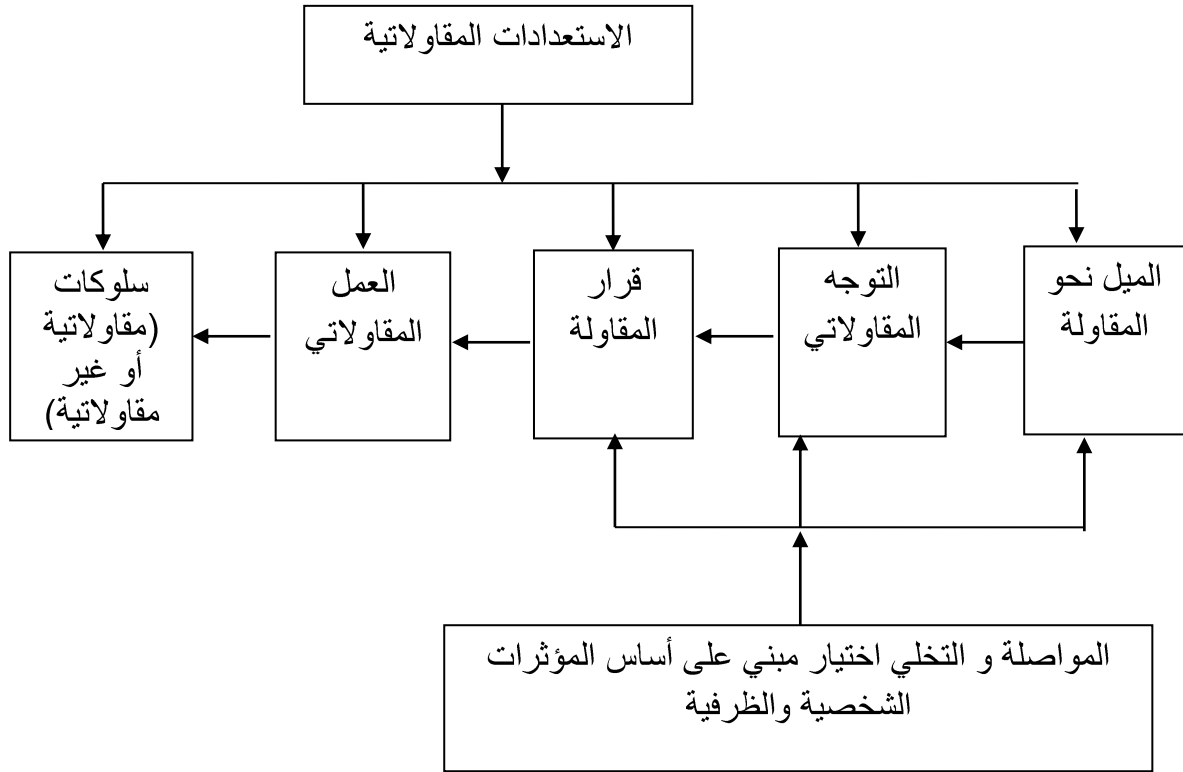 الاستعدادات المقاولاتية
الميل نحو
المقاولة
التوجه
المقاولاتي
قرار
المقاولة
العمل
المقاولاتي
سلوكات
(مقاولاتية
أو غير
مقاولاتية)
المواصلة و التخلي اختيار مبني على أساس المؤثرات
الشخصية والظرفية